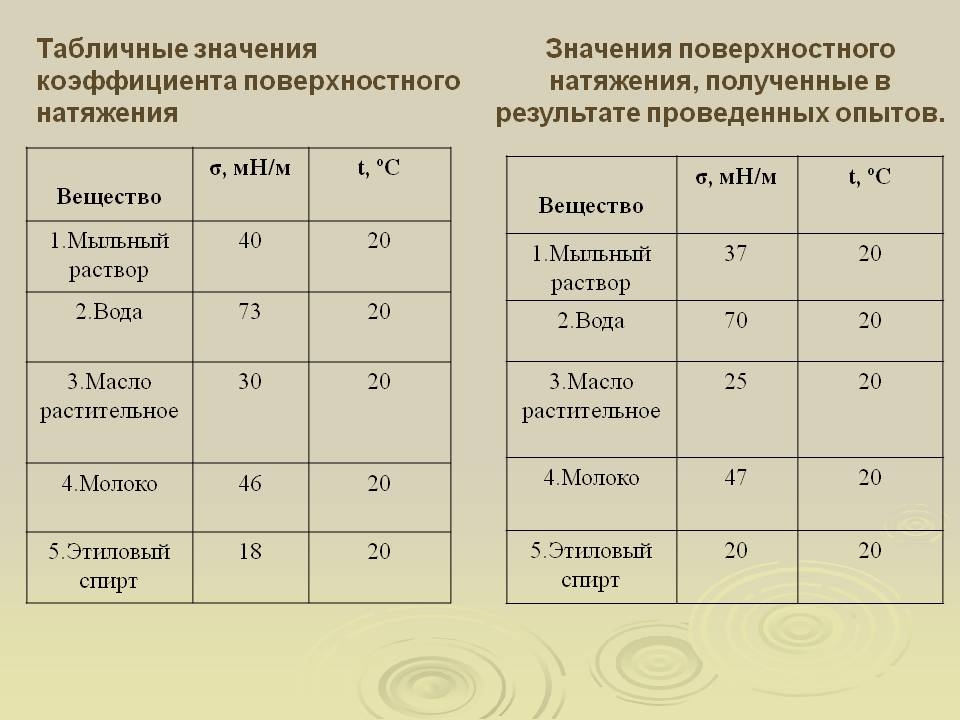 Табличные значения
коэффициента поверхностного
натяжения
Вещество σ, мН/м t, ºС
1.Мыльный
раствор 40 20
2.Вода 73 20
3.Масло
растительное 30 20
4.Молоко 46 20
5.Этиловый
спирт 18 20
Значения поверхностного
натяжения, полученные в
результате проведенных опытов.
Вещество σ, мН/м t, ºС
1.Мыльный
раствор 37 20
2.Вода 70 20
3.Масло
растительное 25 20
4.Молоко 47 20
5.Этиловый
спирт 20 20